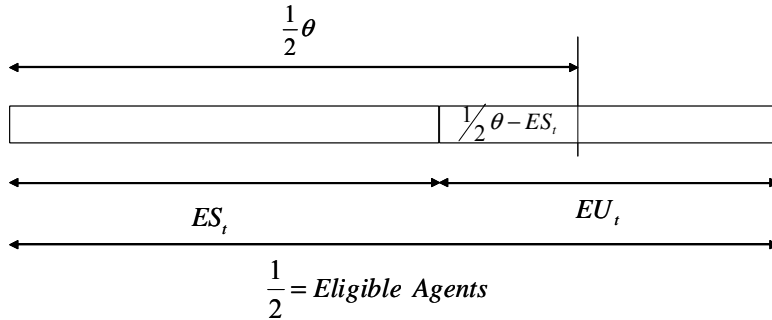 1/2 θ
1/2 θ − ES_t
ES_t EU_t
1/2 = Eligible Agents